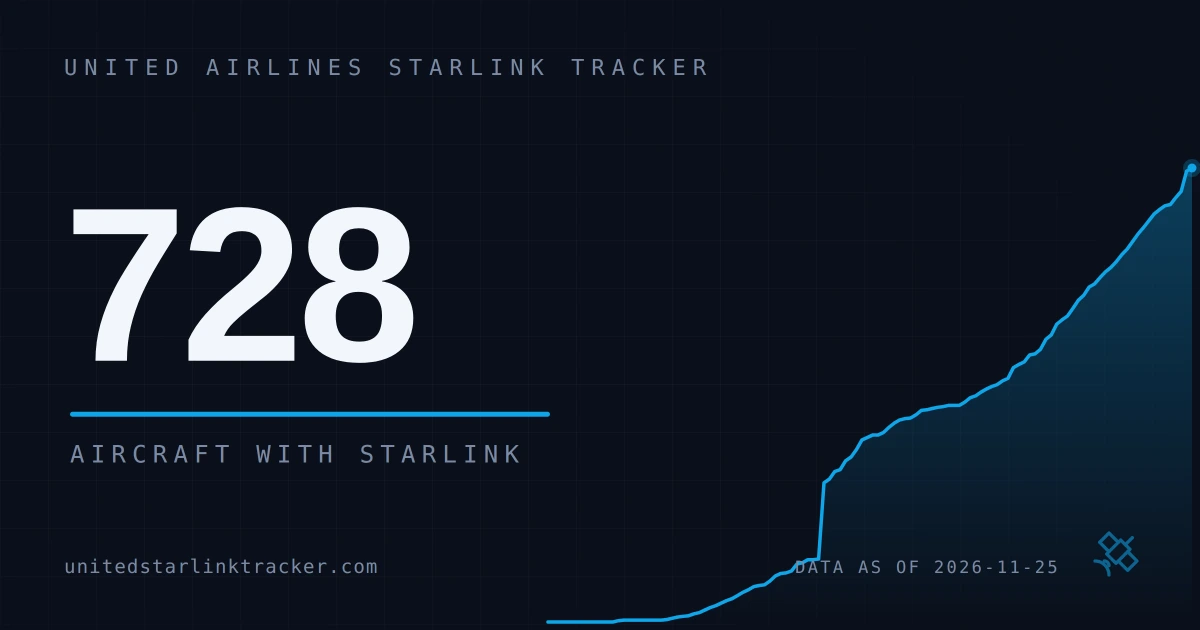 UNITED AIRLINES STARLINK TRACKER
728
AIRCRAFT WITH STARLINK
unitedstarlinktracker.com
DATA AS OF 2026-11-25